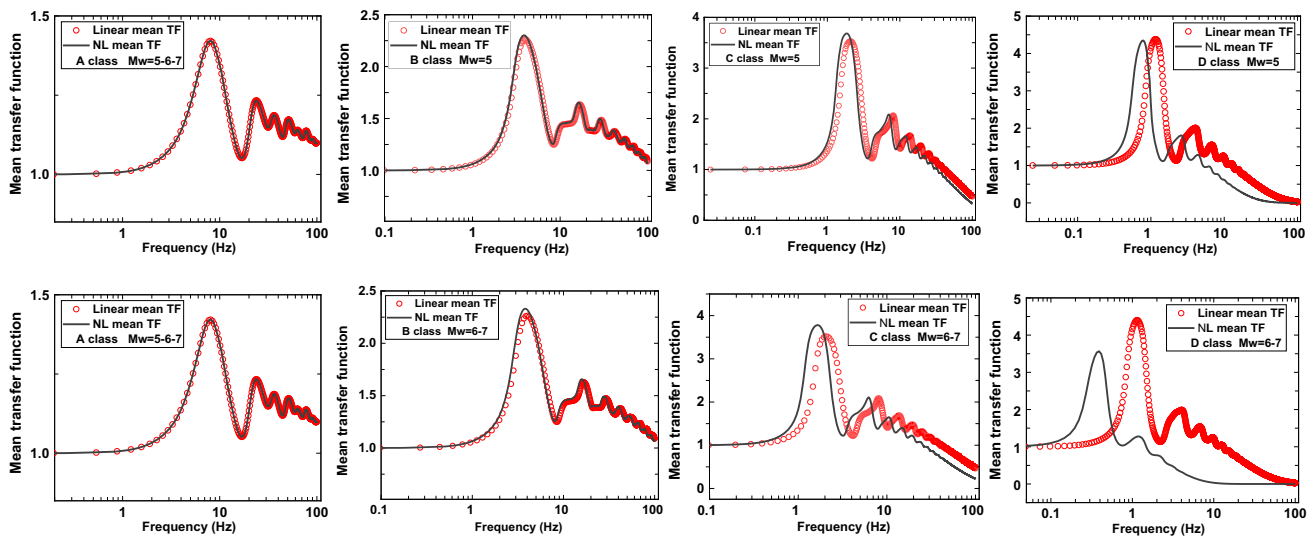 1.5
Linear mean TF
NL mean TF
A class Mw=5-6-7
Mean transfer function
1.0
1
10
100
Frequency (Hz)
2.5
Linear mean TF
NL mean TF
B class Mw=5
2.0
Mean transfer function
1.5
1.0
0.1
1
10
100
Frequency (Hz)
4
Linear mean TF
NL mean TF
C class Mw=5
3
Mean transfer function
2
1
0
0.1
1
10
100
Frequency (Hz)
5
Linear mean TF
NL mean TF
D class Mw=5
4
3
Mean transfer function
2
1
0
0.1
1
10
100
Frequency (Hz)
1.5
Linear mean TF
NL mean TF
A class Mw=5-6-7
Mean transfer function
1.0
1
10
100
Frequency (Hz)
2.5
Linear mean TF
NL mean TF
B class Mw=6-7
2.0
Mean transfer function
1.5
1.0
0.1
1
10
100
Frequency (Hz)
Linear mean TF
NL mean TF
C class Mw=6-7
4
3
Mean transfer function
2
1
0
0.1
1
10
100
Frequency (Hz)
5
Linear mean TF
NL mean TF
D class Mw=6-7
4
3
Mean transfer function
2
1
0
0.1
1
10
100
Frequency (Hz)